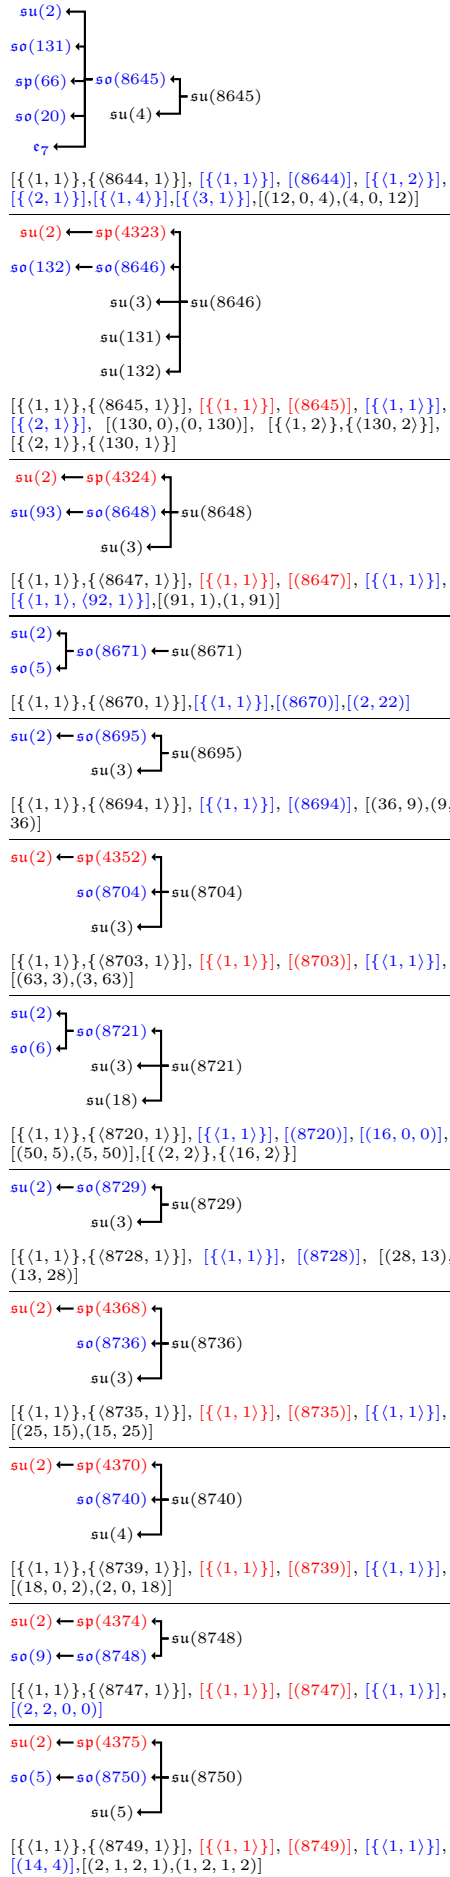 𝔰𝔲(2)
𝔰𝔬(131)
𝔰𝔭(66) 𝔰𝔬(8645)
𝔰𝔲(8645)
𝔰𝔬(20) 𝔰𝔲(4)
𝔢₇
[{⟨1, 1⟩},{⟨8644, 1⟩}], [{⟨1, 1⟩}], [(8644)], [{⟨1, 2⟩}],
[{⟨2, 1⟩}],[{⟨1, 4⟩}],[{⟨3, 1⟩}],[(12, 0, 4),(4, 0, 12)]
𝔰𝔲(2) 𝔰𝔭(4323)
𝔰𝔬(132) 𝔰𝔬(8646)
𝔰𝔲(3) 𝔰𝔲(8646)
𝔰𝔲(131)
𝔰𝔲(132)
[{⟨1, 1⟩},{⟨8645, 1⟩}], [{⟨1, 1⟩}], [(8645)], [{⟨1, 1⟩}],
[{⟨2, 1⟩}], [(130, 0),(0, 130)], [{⟨1, 2⟩},{⟨130, 2⟩}],
[{⟨2, 1⟩},{⟨130, 1⟩}]
𝔰𝔲(2) 𝔰𝔭(4324)
𝔰𝔲(93) 𝔰𝔬(8648) 𝔰𝔲(8648)
𝔰𝔲(3)
[{⟨1, 1⟩},{⟨8647, 1⟩}], [{⟨1, 1⟩}], [(8647)], [{⟨1, 1⟩}],
[{⟨1, 1⟩, ⟨92, 1⟩}],[(91, 1),(1, 91)]
𝔰𝔲(2)
𝔰𝔬(8671) 𝔰𝔲(8671)
𝔰𝔬(5)
[{⟨1, 1⟩},{⟨8670, 1⟩}],[{⟨1, 1⟩}],[(8670)],[(2, 22)]
𝔰𝔲(2) 𝔰𝔬(8695)
𝔰𝔲(8695)
𝔰𝔲(3)
[{⟨1, 1⟩},{⟨8694, 1⟩}], [{⟨1, 1⟩}], [(8694)], [(36, 9),(9,
36)]
𝔰𝔲(2) 𝔰𝔭(4352)
𝔰𝔬(8704) 𝔰𝔲(8704)
𝔰𝔲(3)
[{⟨1, 1⟩},{⟨8703, 1⟩}], [{⟨1, 1⟩}], [(8703)], [{⟨1, 1⟩}],
[(63, 3),(3, 63)]
𝔰𝔲(2)
𝔰𝔬(8721)
𝔰𝔬(6)
𝔰𝔲(3) 𝔰𝔲(8721)
𝔰𝔲(18)
[{⟨1, 1⟩},{⟨8720, 1⟩}], [{⟨1, 1⟩}], [(8720)], [(16, 0, 0)],
[(50, 5),(5, 50)],[{⟨2, 2⟩},{⟨16, 2⟩}]
𝔰𝔲(2) 𝔰𝔬(8729)
𝔰𝔲(8729)
𝔰𝔲(3)
[{⟨1, 1⟩},{⟨8728, 1⟩}], [{⟨1, 1⟩}], [(8728)], [(28, 13),
(13, 28)]
𝔰𝔲(2) 𝔰𝔭(4368)
𝔰𝔬(8736) 𝔰𝔲(8736)
𝔰𝔲(3)
[{⟨1, 1⟩},{⟨8735, 1⟩}], [{⟨1, 1⟩}], [(8735)], [{⟨1, 1⟩}],
[(25, 15),(15, 25)]
𝔰𝔲(2) 𝔰𝔭(4370)
𝔰𝔬(8740) 𝔰𝔲(8740)
𝔰𝔲(4)
[{⟨1, 1⟩},{⟨8739, 1⟩}], [{⟨1, 1⟩}], [(8739)], [{⟨1, 1⟩}],
[(18, 0, 2),(2, 0, 18)]
𝔰𝔲(2) 𝔰𝔭(4374)
𝔰𝔲(8748)
𝔰𝔬(9) 𝔰𝔬(8748)
[{⟨1, 1⟩},{⟨8747, 1⟩}], [{⟨1, 1⟩}], [(8747)], [{⟨1, 1⟩}],
[(2, 2, 0, 0)]
𝔰𝔲(2) 𝔰𝔭(4375)
𝔰𝔬(5) 𝔰𝔬(8750) 𝔰𝔲(8750)
𝔰𝔲(5)
[{⟨1, 1⟩},{⟨8749, 1⟩}], [{⟨1, 1⟩}], [(8749)], [{⟨1, 1⟩}],
[(14, 4)],[(2, 1, 2, 1),(1, 2, 1, 2)]